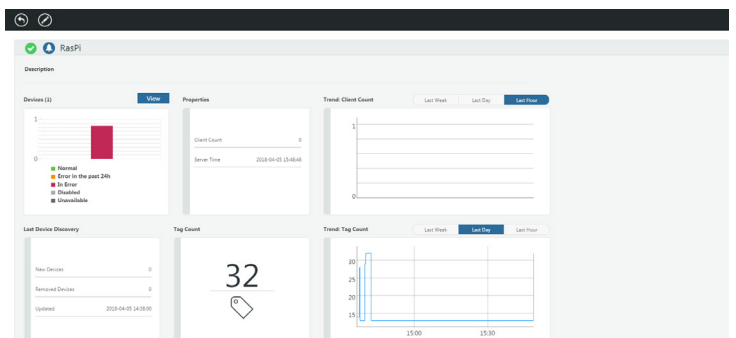 RasPi
Description
Devices (1)
View
1
0
Normal
Error in the past 24h
In Error
Disabled
Unavailable
Properties
Client Count 0
Server Time 2018-04-05 15:48:48
Trend: Client Count
Last Week Last Day Last Hour
1
0
Last Device Discovery
New Devices 0
Removed Devices 0
Updated 2018-04-05 14:38:00
Tag Count
32
Trend: Tag Count
Last Week Last Day Last Hour
30
25
20
15
15:00 15:30